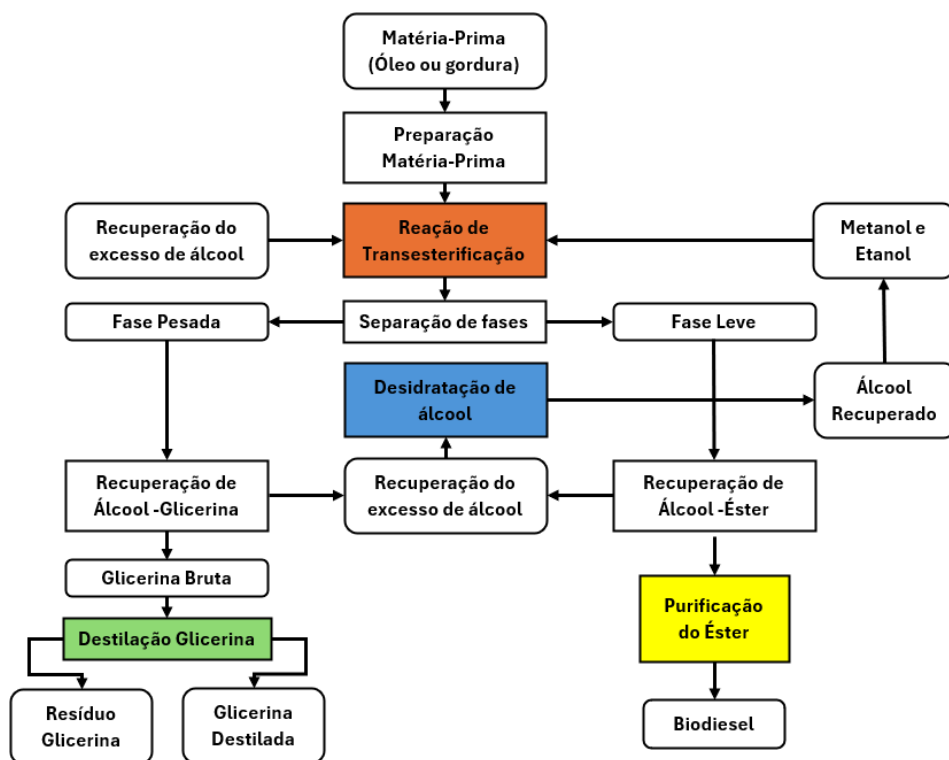 Matéria-Prima
(Óleo ou gordura)
Preparação
Matéria-Prima
Recuperação do
excesso de álcool
Reação de
Transesterificação
Metanol e
Etanol
Fase Pesada
Separação de fases
Fase Leve
Desidratação de
álcool
Álcool
Recuperado
Recuperação de
Álcool -Glicerina
Recuperação do
excesso de álcool
Recuperação de
Álcool -Éster
Glicerina Bruta
Purificação
do Éster
Destilação Glicerina
Resíduo
Glicerina
Glicerina
Destilada
Biodiesel